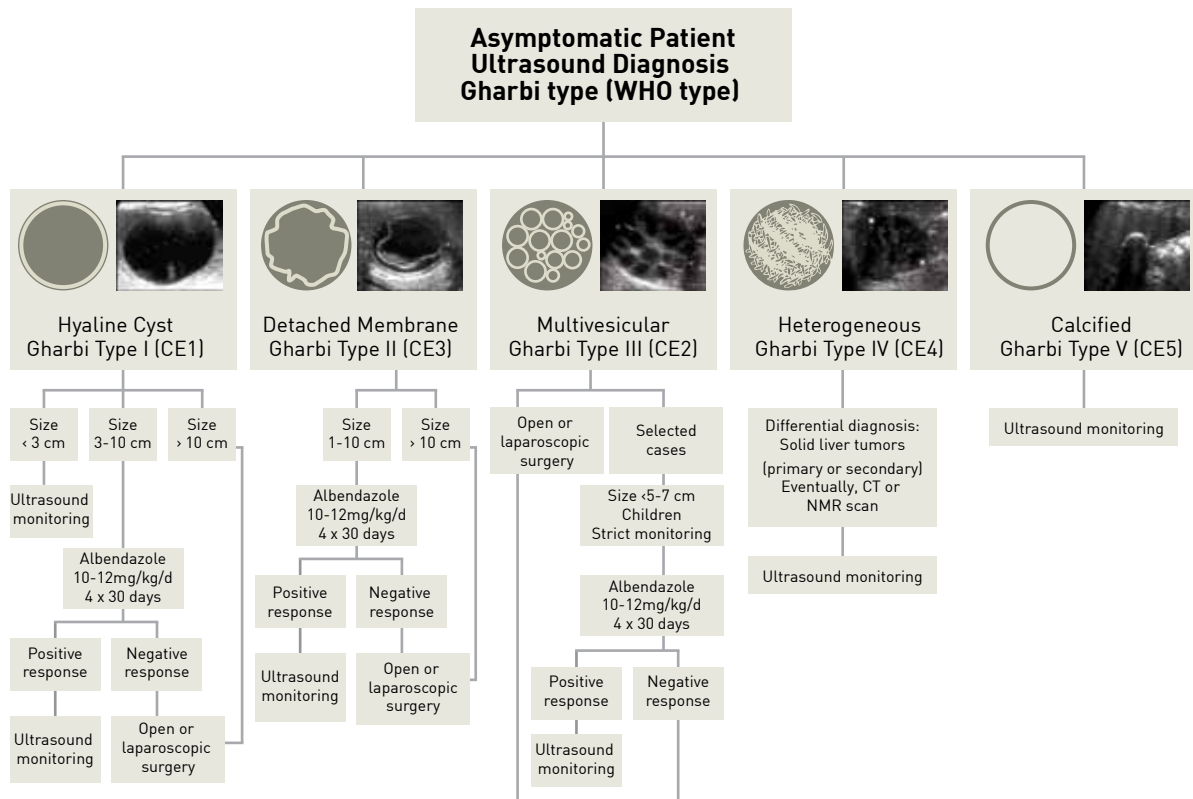 Asymptomatic Patient
Ultrasound Diagnosis
Gharbi type (WHO type)
Hyaline Cyst
Gharbi Type I (CE1)
Size
< 3 cm
Size
3-10 cm
Size
> 10 cm
Ultrasound
monitoring
Albendazole
10-12mg/kg/d
4 x 30 days
Positive
response
Negative
response
Ultrasound
monitoring
Open or
laparoscopic
surgery
Detached Membrane
Gharbi Type II (CE3)
Size
1-10 cm
Size
> 10 cm
Albendazole
10-12mg/kg/d
4 x 30 days
Positive
response
Negative
response
Ultrasound
monitoring
Open or
laparoscopic
surgery
Multivesicular
Gharbi Type III (CE2)
Open or
laparoscopic
surgery
Selected
cases
Size <5-7 cm
Children
Strict monitoring
Albendazole
10-12mg/kg/d
4 x 30 days
Positive
response
Negative
response
Ultrasound
monitoring
Heterogeneous
Gharbi Type IV (CE4)
Differential diagnosis:
Solid liver tumors
(primary or secondary)
Eventually, CT or
NMR scan
Ultrasound monitoring
Calcified
Gharbi Type V (CE5)
Ultrasound monitoring